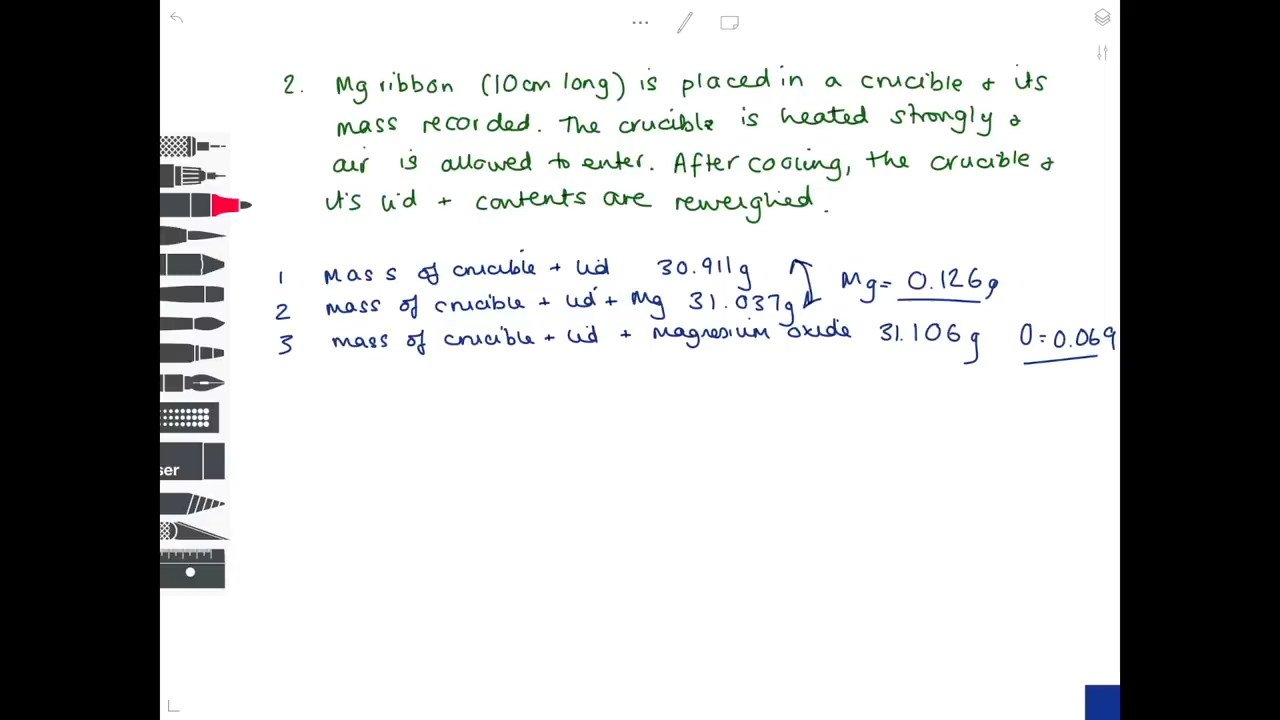 2. Mg ribbon (10cm long) is placed in a crucible + its
mass recorded. The crucible is heated strongly +
air is allowed to enter. After cooling, the crucible +
it's lid + contents are reweighed.
1 Mass of crucible + lid 30.911g
Mg = 0.126g
2 mass of crucible + lid + Mg 31.037g
3 mass of crucible + lid + magnesium oxide 31.106g O = 0.069
ser